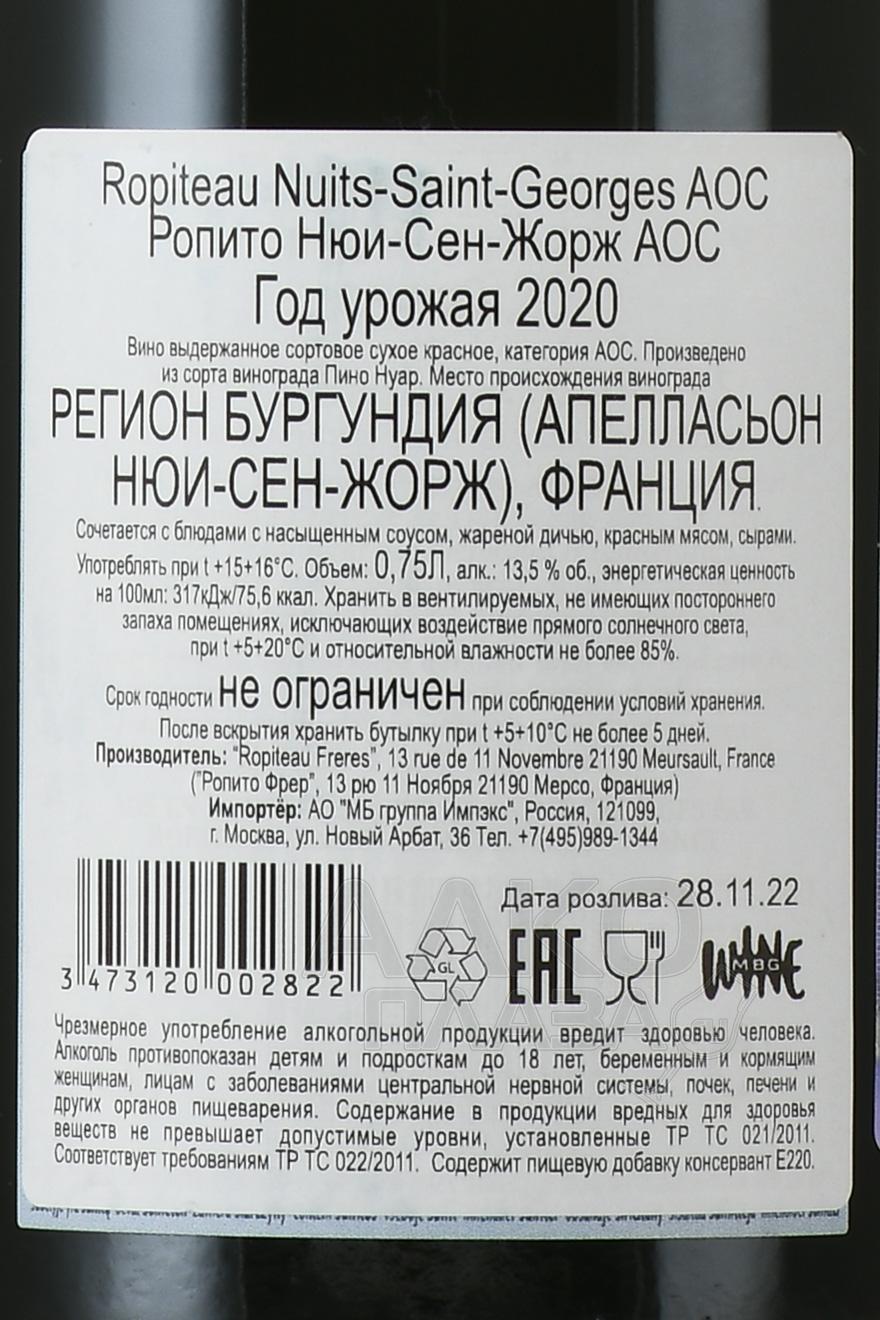 Ropiteau Nuits-Saint-Georges AOC
Ропито Нюи-Сен-Жорж АОС
Год урожая 2020
Вино выдержанное сортовое сухое красное, категория АОС. Произведено
из сорта винограда Пино Нуар. Место происхождения винограда
РЕГИОН БУРГУНДИЯ (АПЕЛЛАСЬОН
НЮИ-СЕН-ЖОРЖ), ФРАНЦИЯ.
Сочетается с блюдами с насыщенным соусом, жареной дичью, красным мясом, сырами.
Употреблять при t +15+16°C. Объем: 0,75Л, алк.: 13,5 % об., энергетическая ценность
на 100мл: 317кДж/75,6 ккал. Хранить в вентилируемых, не имеющих постороннего
запаха помещениях, исключающих воздействие прямого солнечного света,
при t +5+20°C и относительной влажности не более 85%.
Срок годности не ограничен при соблюдении условий хранения.
После вскрытия хранить бутылку при t +5+10°C не более 5 дней.
Производитель: "Ropiteau Freres", 13 rue de 11 Novembre 21190 Meursault, France
("Ропито Фрер", 13 рю 11 Ноября 21190 Мерсо, Франция)
Импортёр: АО "МБ группа Импэкс", Россия, 121099,
г. Москва, ул. Новый Арбат, 36 Тел. +7(495)989-1344
Дата розлива: 28.11.22
GL EAC WINE MBG
3 473120 002822
ААКО
ПЛАЗА.ru
Чрезмерное употребление алкогольной продукции вредит здоровью человека.
Алкоголь противопоказан детям и подросткам до 18 лет, беременным и кормящим
женщинам, лицам с заболеваниями центральной нервной системы, почек, печени и
других органов пищеварения. Содержание в продукции вредных для здоровья
веществ не превышает допустимые уровни, установленные ТР ТС 021/2011.
Соответствует требованиям ТР ТС 022/2011. Содержит пищевую добавку консервант Е220.